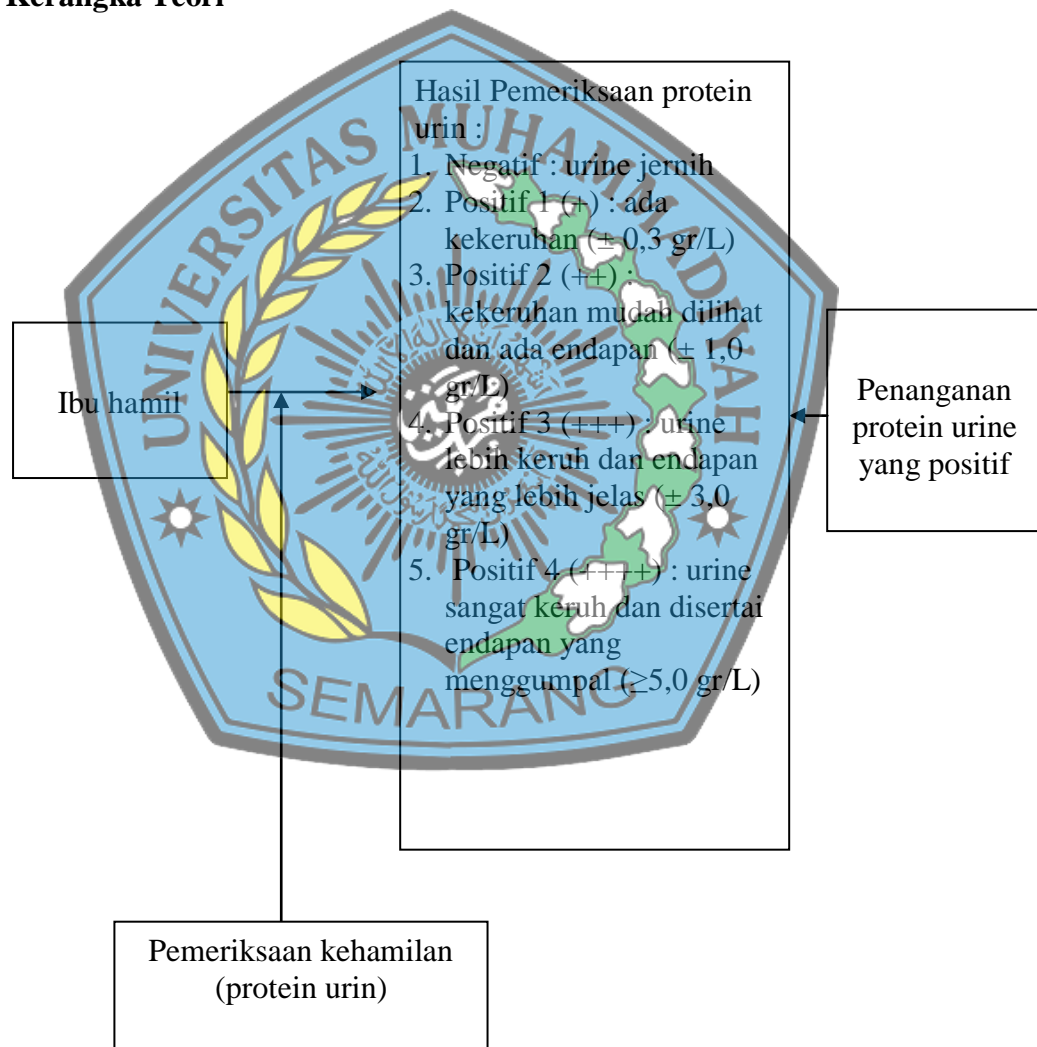 Kerangka Teori
Hasil Pemeriksaan protein
urin :
1. Negatif : urine jernih
2. Positif 1 (+) : ada
kekeruhan (± 0,3 gr/L)
3. Positif 2 (++) :
kekeruhan mudah dilihat
dan ada endapan (± 1,0
gr/L)
4. Positif 3 (+++) : urine
lebih keruh dan endapan
yang lebih jelas (± 3,0
gr/L)
5. Positif 4 (++++) : urine
sangat keruh dan disertai
endapan yang
menggumpal (≥5,0 gr/L)
Ibu hamil
Penanganan
protein urine
yang positif
Pemeriksaan kehamilan
(protein urin)
UNIVERSITAS MUHAMMADIYAH
SEMARANG